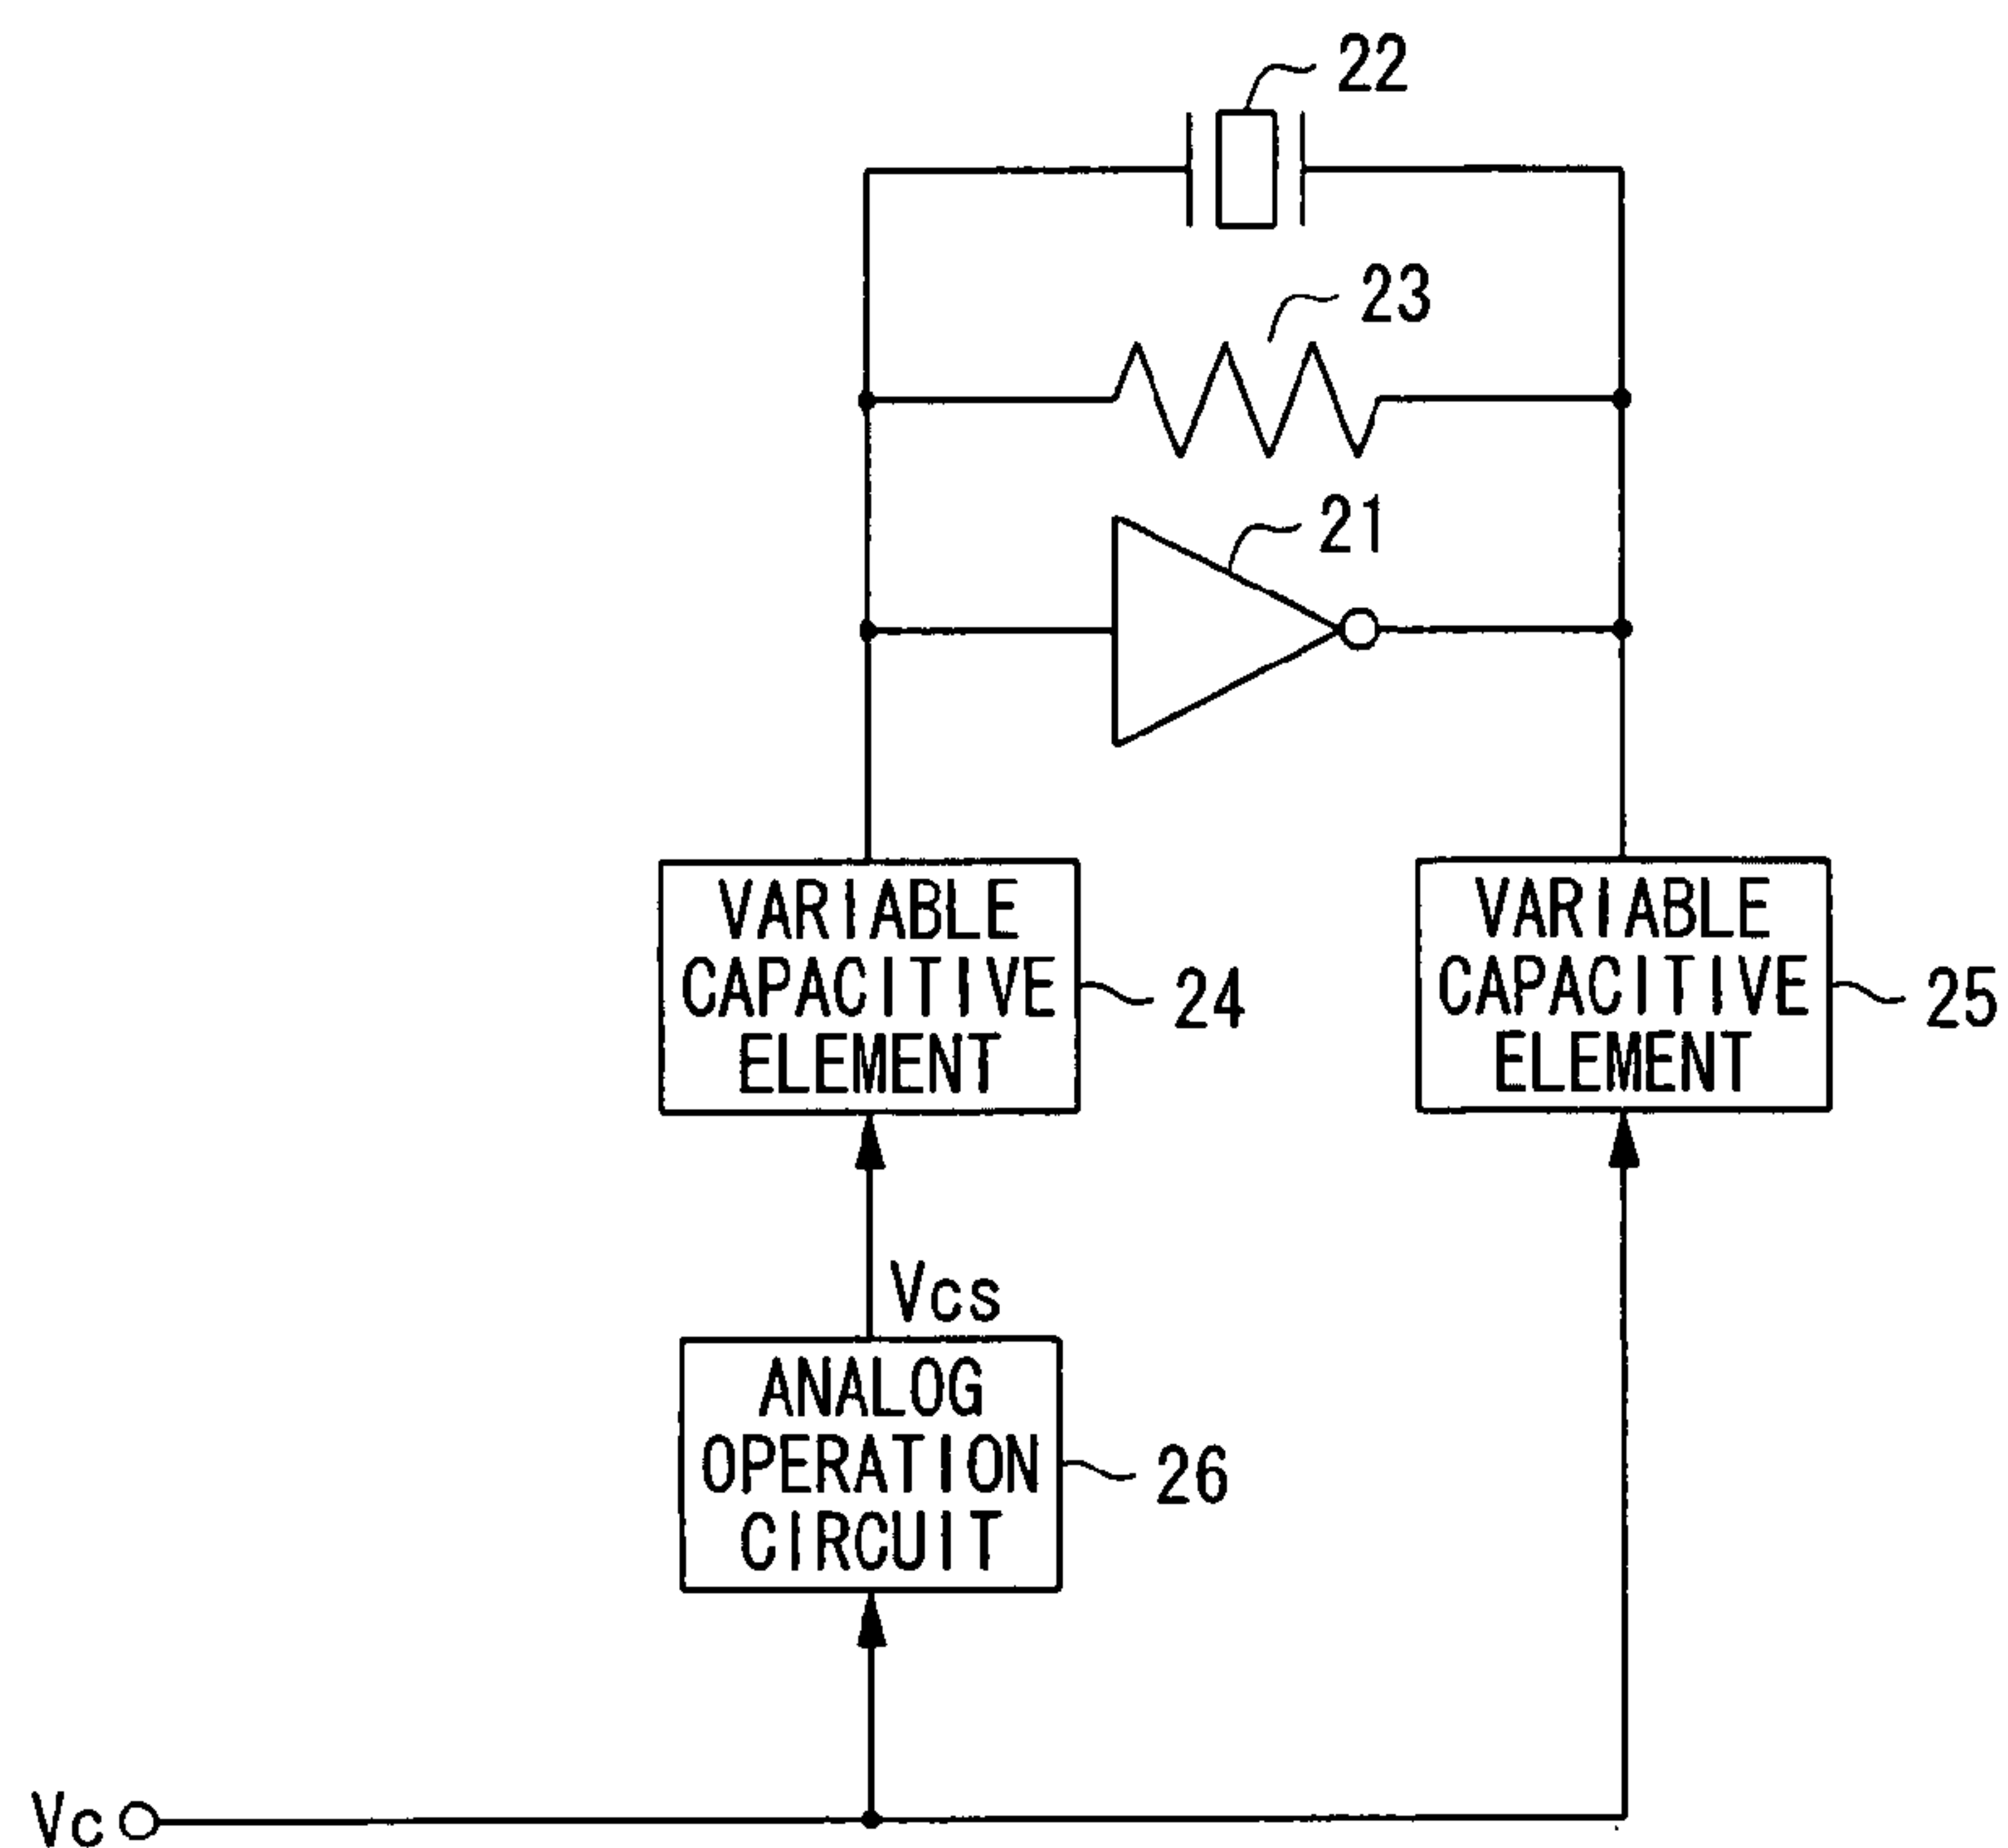 22
23
21
VARIABLE
CAPACITIVE
ELEMENT
24
VARIABLE
CAPACITIVE
ELEMENT
25
Vcs
ANALOG
OPERATION
CIRCUIT
26
Vc